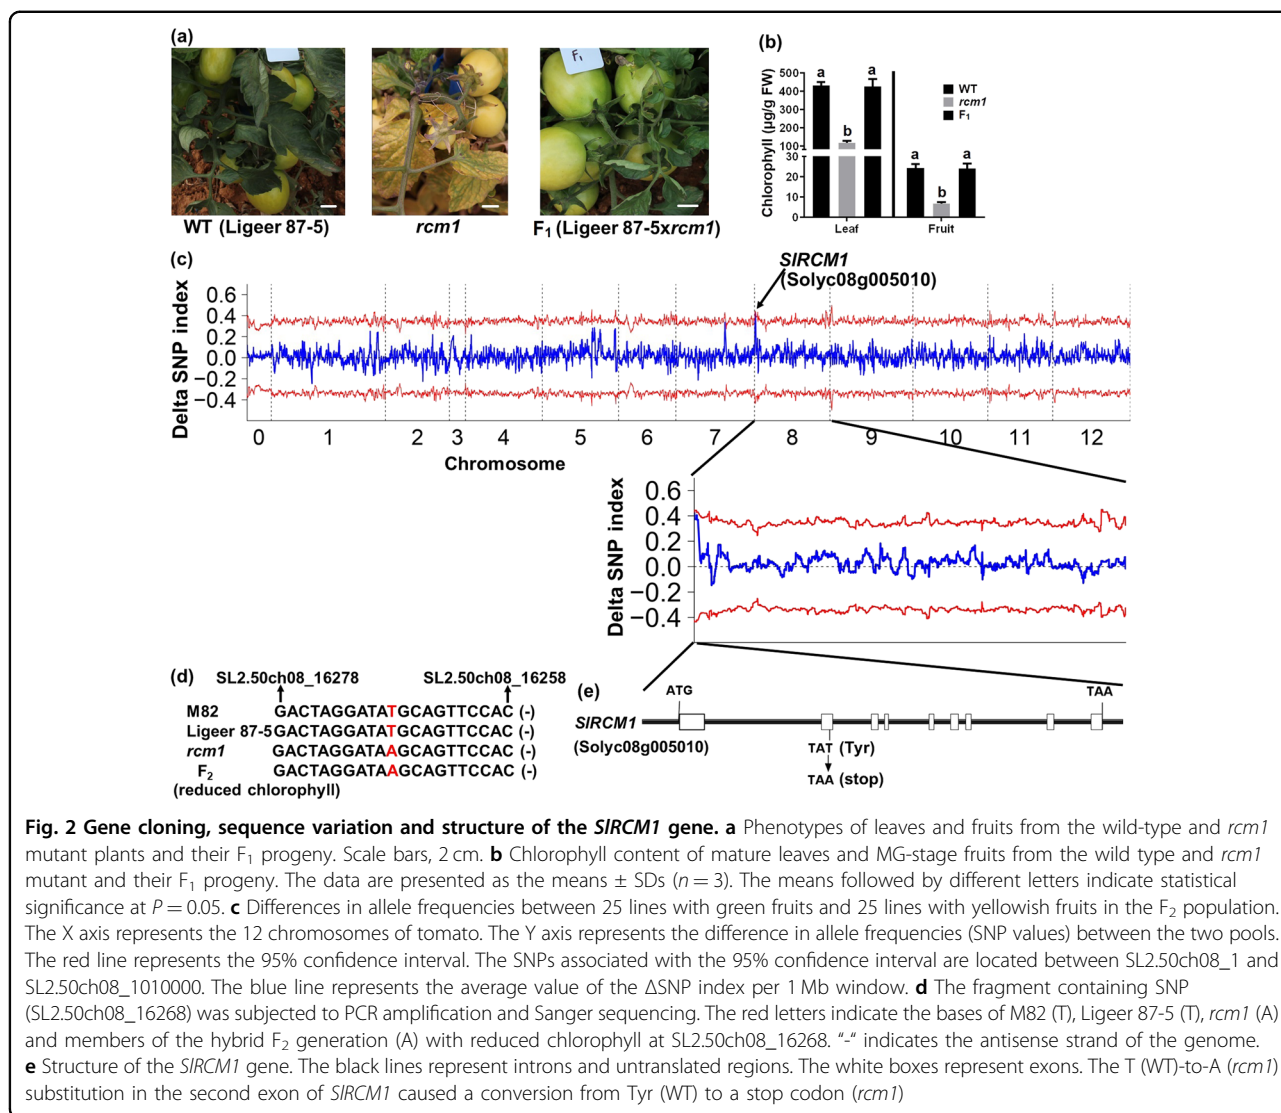 (a)
F₁
WT (Ligeer 87-5)
rcm1
F₁ (Ligeer 87-5xrcm1)
(b)
Chlorophyll (µg/g FW)
500
400
300
200
100
30
20
10
0
a
b
a
a
b
a
WT
rcm1
F₁
Leaf
Fruit
(c)
SlRCM1
(Solyc08g005010)
Delta SNP index
0.6
0.4
0.2
0.0
−0.2
−0.4
0 1 2 3 4 5 6 7 8 9 10 11 12
Chromosome
Delta SNP index
0.6
0.4
0.2
0.0
−0.2
−0.4
(d)
SL2.50ch08_16278 SL2.50ch08_16258
M82 GACTAGGATATGCAGTTCCAC (-)
Ligeer 87-5 GACTAGGATATGCAGTTCCAC (-)
rcm1 GACTAGGATAAGCAGTTCCAC (-)
F₂ GACTAGGATAAGCAGTTCCAC (-)
(reduced chlorophyll)
(e)
ATG
TAA
SlRCM1
(Solyc08g005010)
TAT (Tyr)
TAA (stop)
Fig. 2 Gene cloning, sequence variation and structure of the SlRCM1 gene. a Phenotypes of leaves and fruits from the wild-type and rcm1
mutant plants and their F₁ progeny. Scale bars, 2 cm. b Chlorophyll content of mature leaves and MG-stage fruits from the wild type and rcm1
mutant and their F₁ progeny. The data are presented as the means ± SDs (n = 3). The means followed by different letters indicate statistical
significance at P = 0.05. c Differences in allele frequencies between 25 lines with green fruits and 25 lines with yellowish fruits in the F₂ population.
The X axis represents the 12 chromosomes of tomato. The Y axis represents the difference in allele frequencies (SNP values) between the two pools.
The red line represents the 95% confidence interval. The SNPs associated with the 95% confidence interval are located between SL2.50ch08_1 and
SL2.50ch08_1010000. The blue line represents the average value of the ΔSNP index per 1 Mb window. d The fragment containing SNP
(SL2.50ch08_16268) was subjected to PCR amplification and Sanger sequencing. The red letters indicate the bases of M82 (T), Ligeer 87-5 (T), rcm1 (A)
and members of the hybrid F₂ generation (A) with reduced chlorophyll at SL2.50ch08_16268. “-“ indicates the antisense strand of the genome.
e Structure of the SlRCM1 gene. The black lines represent introns and untranslated regions. The white boxes represent exons. The T (WT)-to-A (rcm1)
substitution in the second exon of SlRCM1 caused a conversion from Tyr (WT) to a stop codon (rcm1)